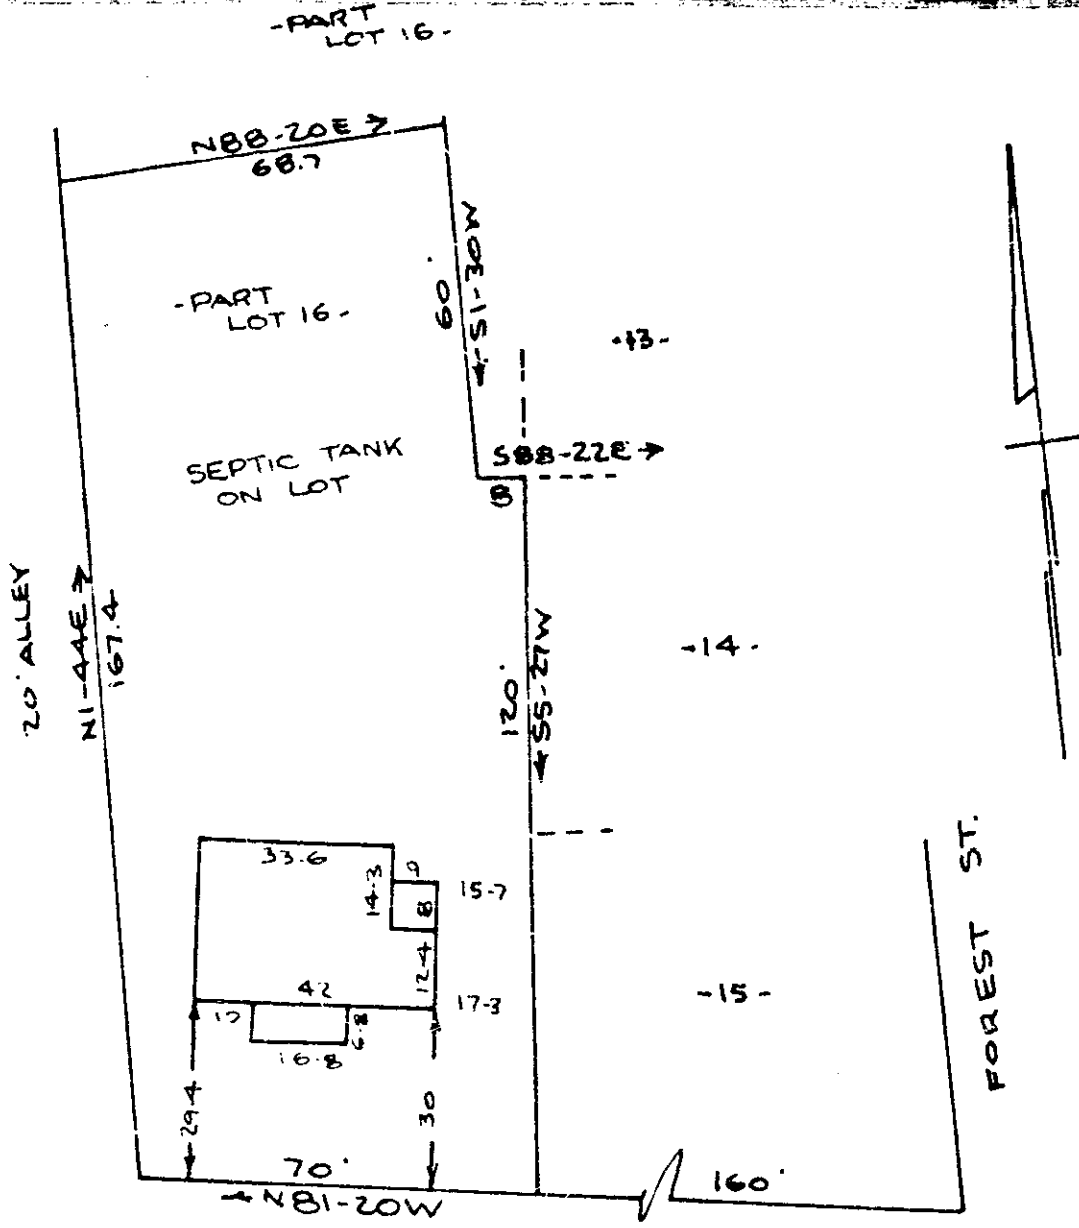 -PART
LOT 16-
N88-20E →
68.7
-PART
LOT 16-
60'
←S1-30W
-13-
SEPTIC TANK
ON LOT
S88-22E →
8
20' ALLEY
N1-44E →
167.4
120'
←S5-27W
-14-
33.6
14-3
9
8
15-7
12-4
42
17-3
6-8
16-8
-15-
FOREST ST.
29-4
30
70'
← N81-20W
160'